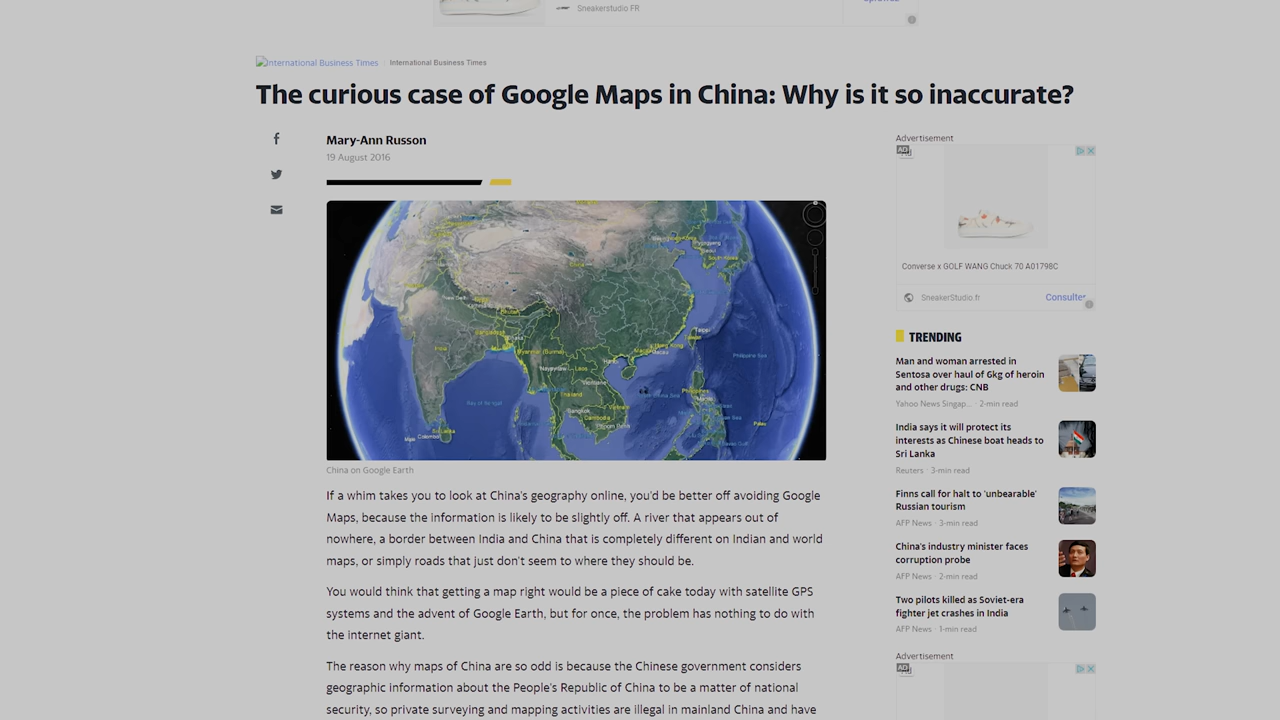 Sneakerstudio FR
International Business Times
International Business Times
The curious case of Google Maps in China: Why is it so inaccurate?
Mary-Ann Russon
19 August 2016
China on Google Earth
If a whim takes you to look at China's geography online, you'd be better off avoiding Google
Maps, because the information is likely to be slightly off. A river that appears out of
nowhere, a border between India and China that is completely different on Indian and world
maps, or simply roads that just don't seem to where they should be.
You would think that getting a map right would be a piece of cake today with satellite GPS
systems and the advent of Google Earth, but for once, the problem has nothing to do with
the internet giant.
The reason why maps of China are so odd is because the Chinese government considers
geographic information about the People's Republic of China to be a matter of national
security, so private surveying and mapping activities are illegal in mainland China and have
Advertisement
AD
Converse x GOLF WANG Chuck 70 A01798C
SneakerStudio.fr
Consulter
TRENDING
Man and woman arrested in
Sentosa over haul of 6kg of heroin
and other drugs: CNB
Yahoo News Singap... · 2-min read
India says it will protect its
interests as Chinese boat heads to
Sri Lanka
Reuters · 3-min read
Finns call for halt to 'unbearable'
Russian tourism
AFP News · 3-min read
China's industry minister faces
corruption probe
AFP News · 2-min read
Two pilots killed as Soviet-era
fighter jet crashes in India
AFP News · 1-min read
Advertisement
AD